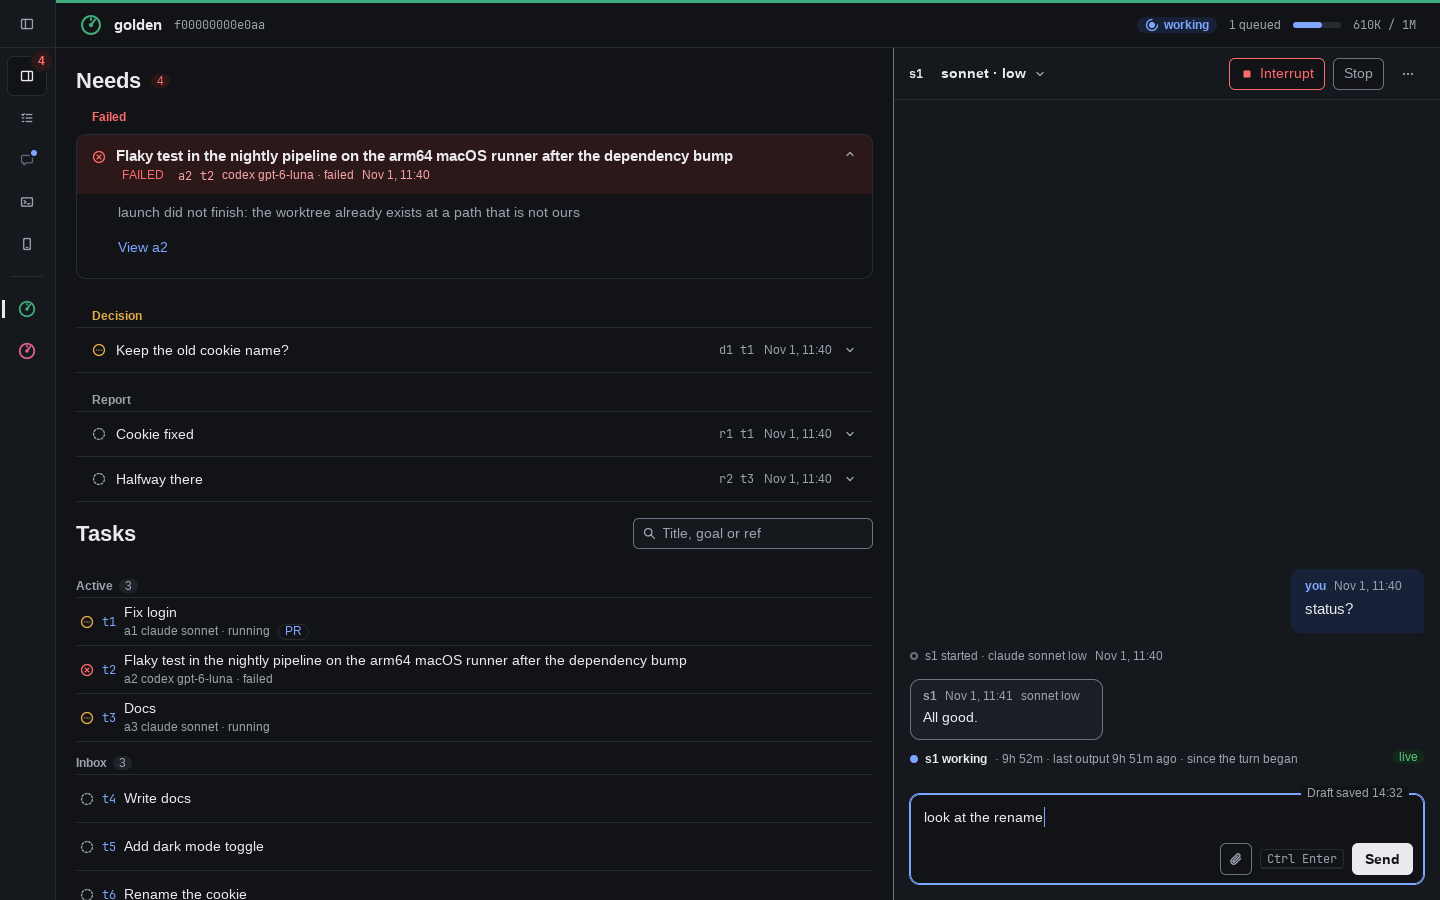 golden f00000000e0aa
working 1 queued 610K / 1M
4
Needs 4
Failed
Flaky test in the nightly pipeline on the arm64 macOS runner after the dependency bump
FAILED a2 t2 codex gpt-6-luna · failed Nov 1, 11:40
launch did not finish: the worktree already exists at a path that is not ours
View a2
Decision
Keep the old cookie name? d1 t1 Nov 1, 11:40
Report
Cookie fixed r1 t1 Nov 1, 11:40
Halfway there r2 t3 Nov 1, 11:40
Tasks
Title, goal or ref
Active 3
t1 Fix login
a1 claude sonnet · running PR
t2 Flaky test in the nightly pipeline on the arm64 macOS runner after the dependency bump
a2 codex gpt-6-luna · failed
t3 Docs
a3 claude sonnet · running
Inbox 3
t4 Write docs
t5 Add dark mode toggle
t6 Rename the cookie
s1 sonnet · low
Interrupt
Stop
you Nov 1, 11:40
status?
s1 started · claude sonnet low Nov 1, 11:40
s1 Nov 1, 11:41 sonnet low
All good.
s1 working · 9h 52m · last output 9h 51m ago · since the turn began
live
Draft saved 14:32
look at the rename
Ctrl Enter
Send